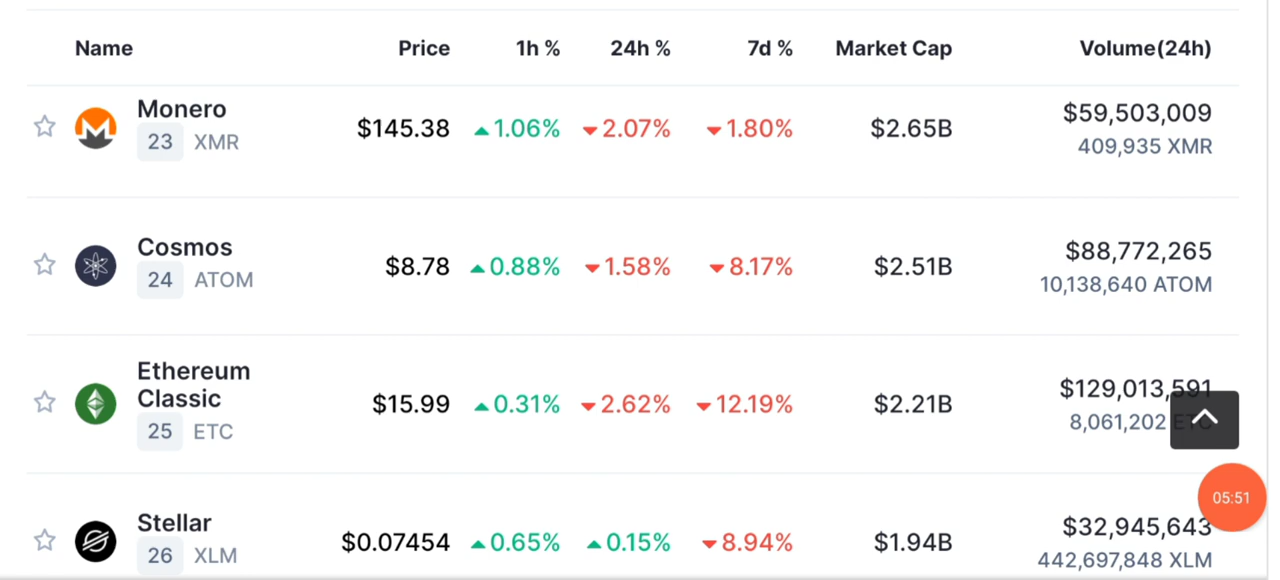 Name Price 1h % 24h % 7d % Market Cap Volume(24h)
Monero
23 XMR $145.38 1.06% 2.07% 1.80% $2.65B $59,503,009
409,935 XMR
Cosmos
24 ATOM $8.78 0.88% 1.58% 8.17% $2.51B $88,772,265
10,138,640 ATOM
Ethereum
Classic
25 ETC $15.99 0.31% 2.62% 12.19% $2.21B $129,013,591
8,061,202 ETC
05:51
Stellar
26 XLM $0.07454 0.65% 0.15% 8.94% $1.94B $32,945,643
442,697,848 XLM